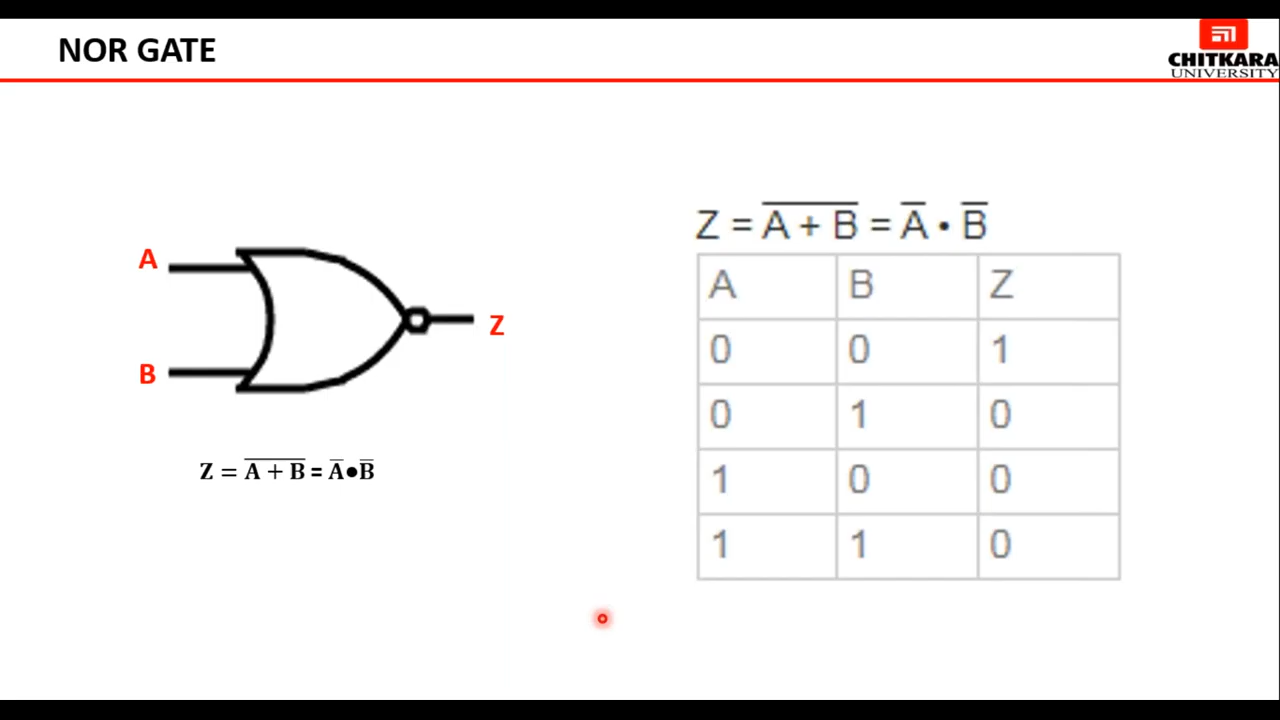 NOR GATE
CHITKARA
UNIVERSITY
A
B
Z
Z = A̅ ̅+̅ ̅B̅ = A̅●B̅
Z = A̅ ̅+̅ ̅B̅ = A̅ • B̅
A B Z
0 0 1
0 1 0
1 0 0
1 1 0